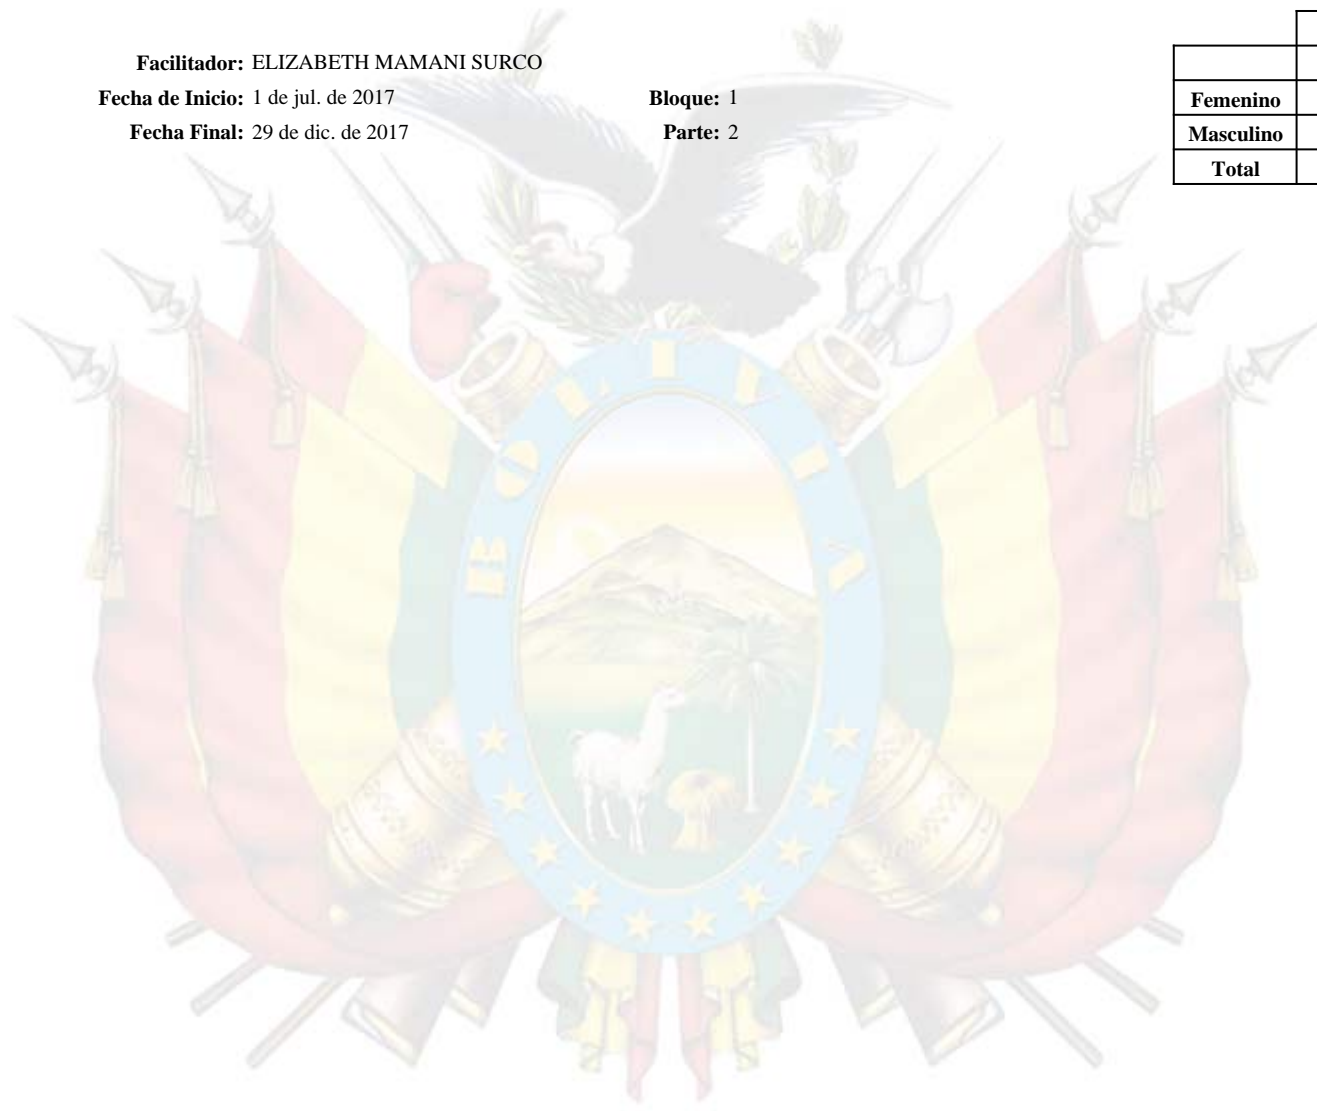 Facilitador: ELIZABETH MAMANI SURCO
Fecha de Inicio: 1 de jul. de 2017 Bloque: 1
Fecha Final: 29 de dic. de 2017 Parte: 2
Femenino
Masculino
Total
BOLIVIA